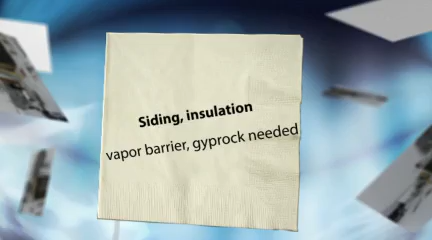 Siding, insulation
vapor barrier, gyprock needed